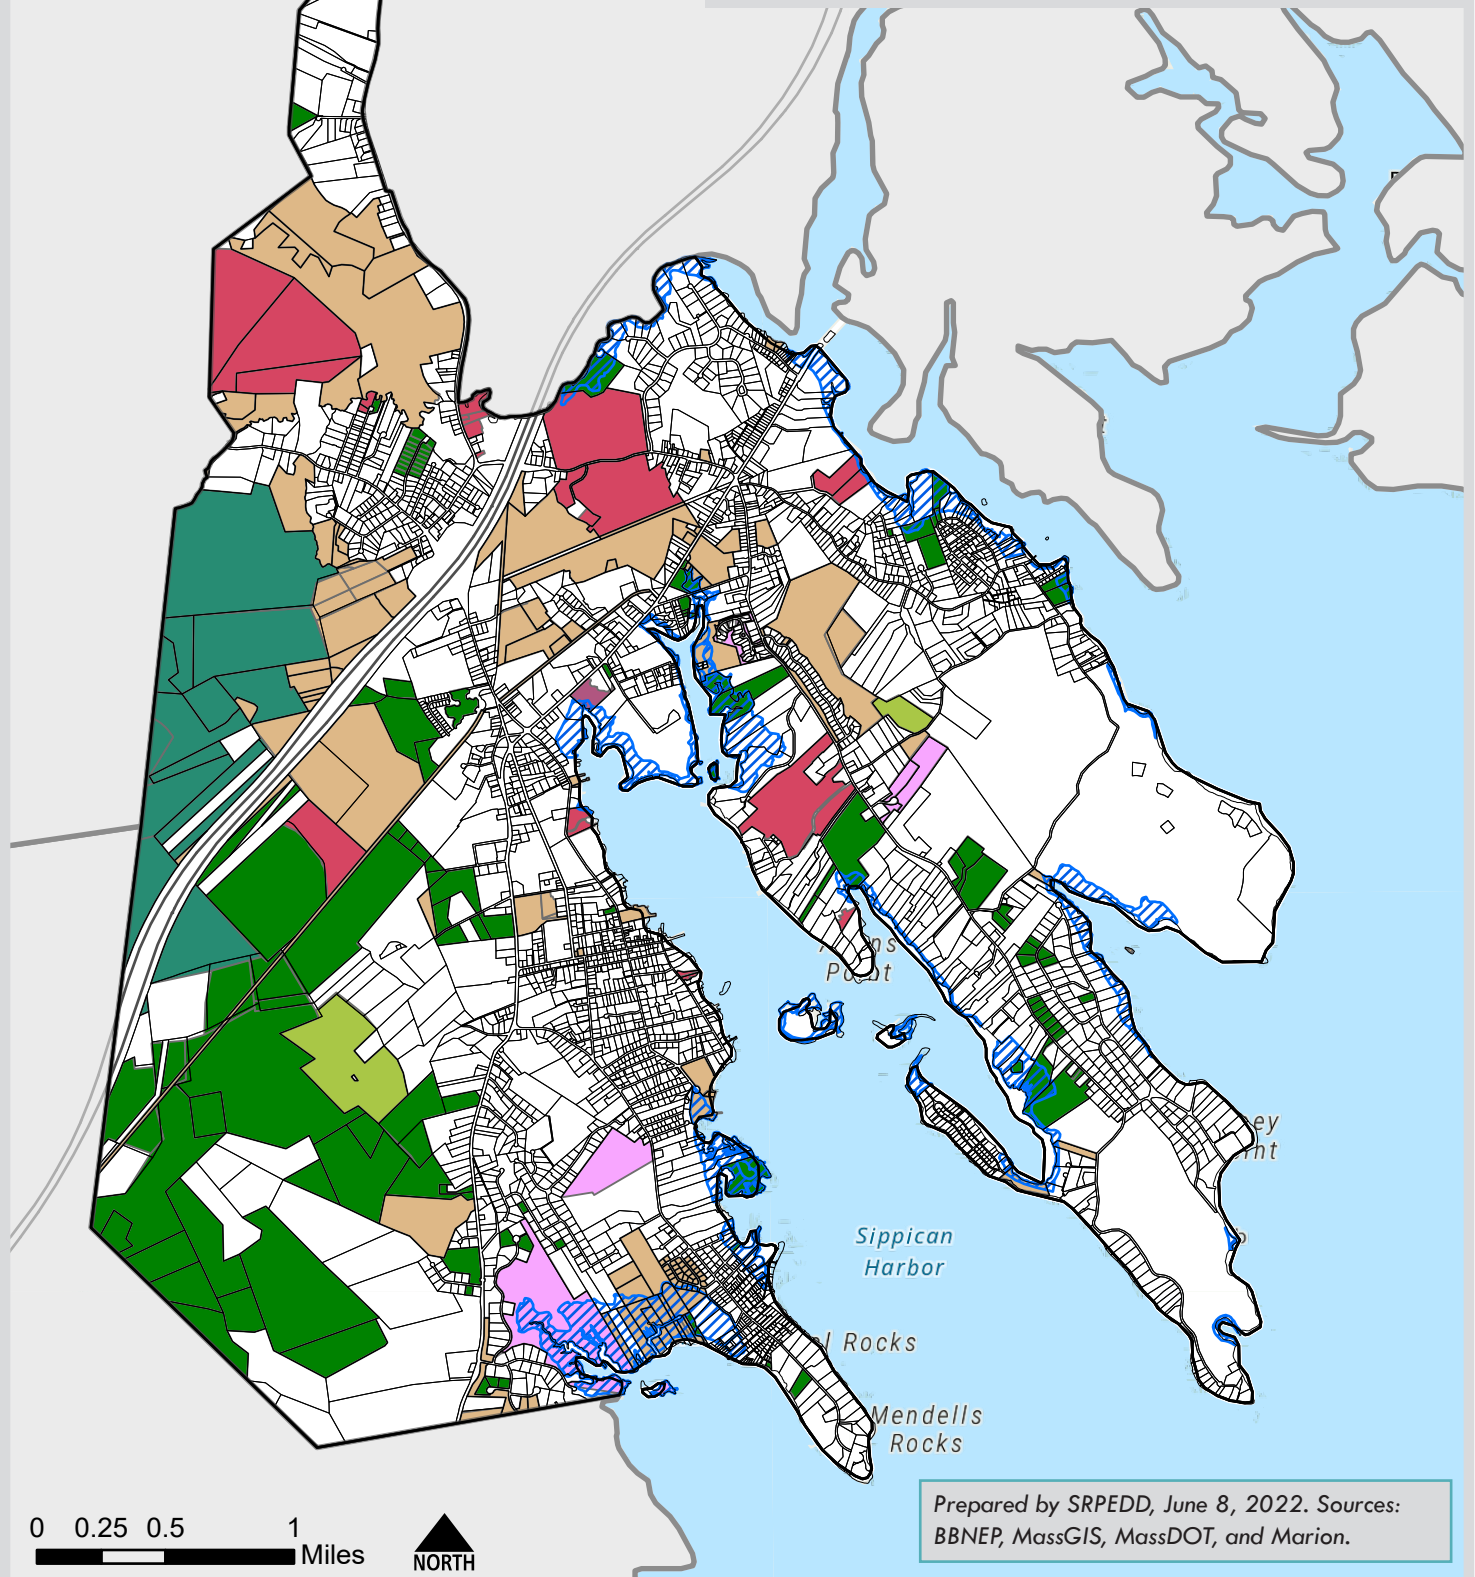 Point
Sippican
Harbor
Rocks
Mendells
Rocks
Prepared by SRPEDD, June 8, 2022. Sources:
BBNEP, MassGIS, MassDOT, and Marion.
0 0.25 0.5 1
Miles
NORTH